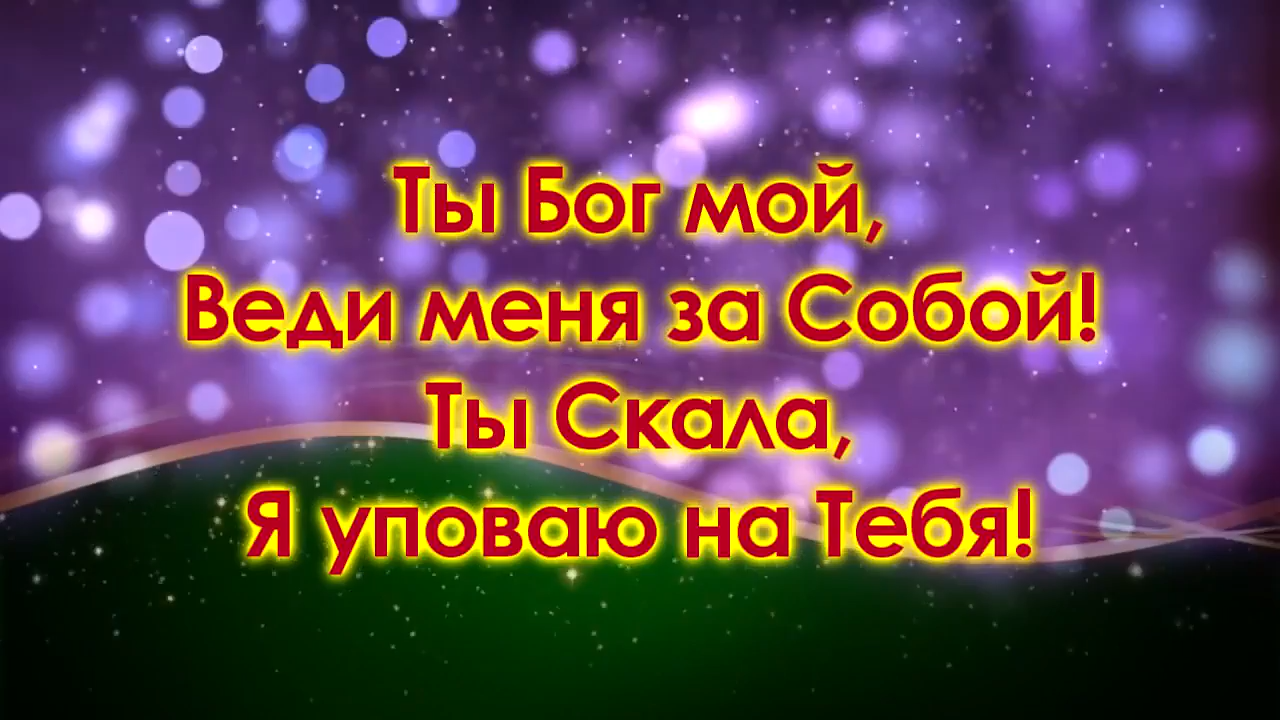 Ты Бог мой,
Веди меня за Собой!
Ты Скала,
Я уповаю на Тебя!